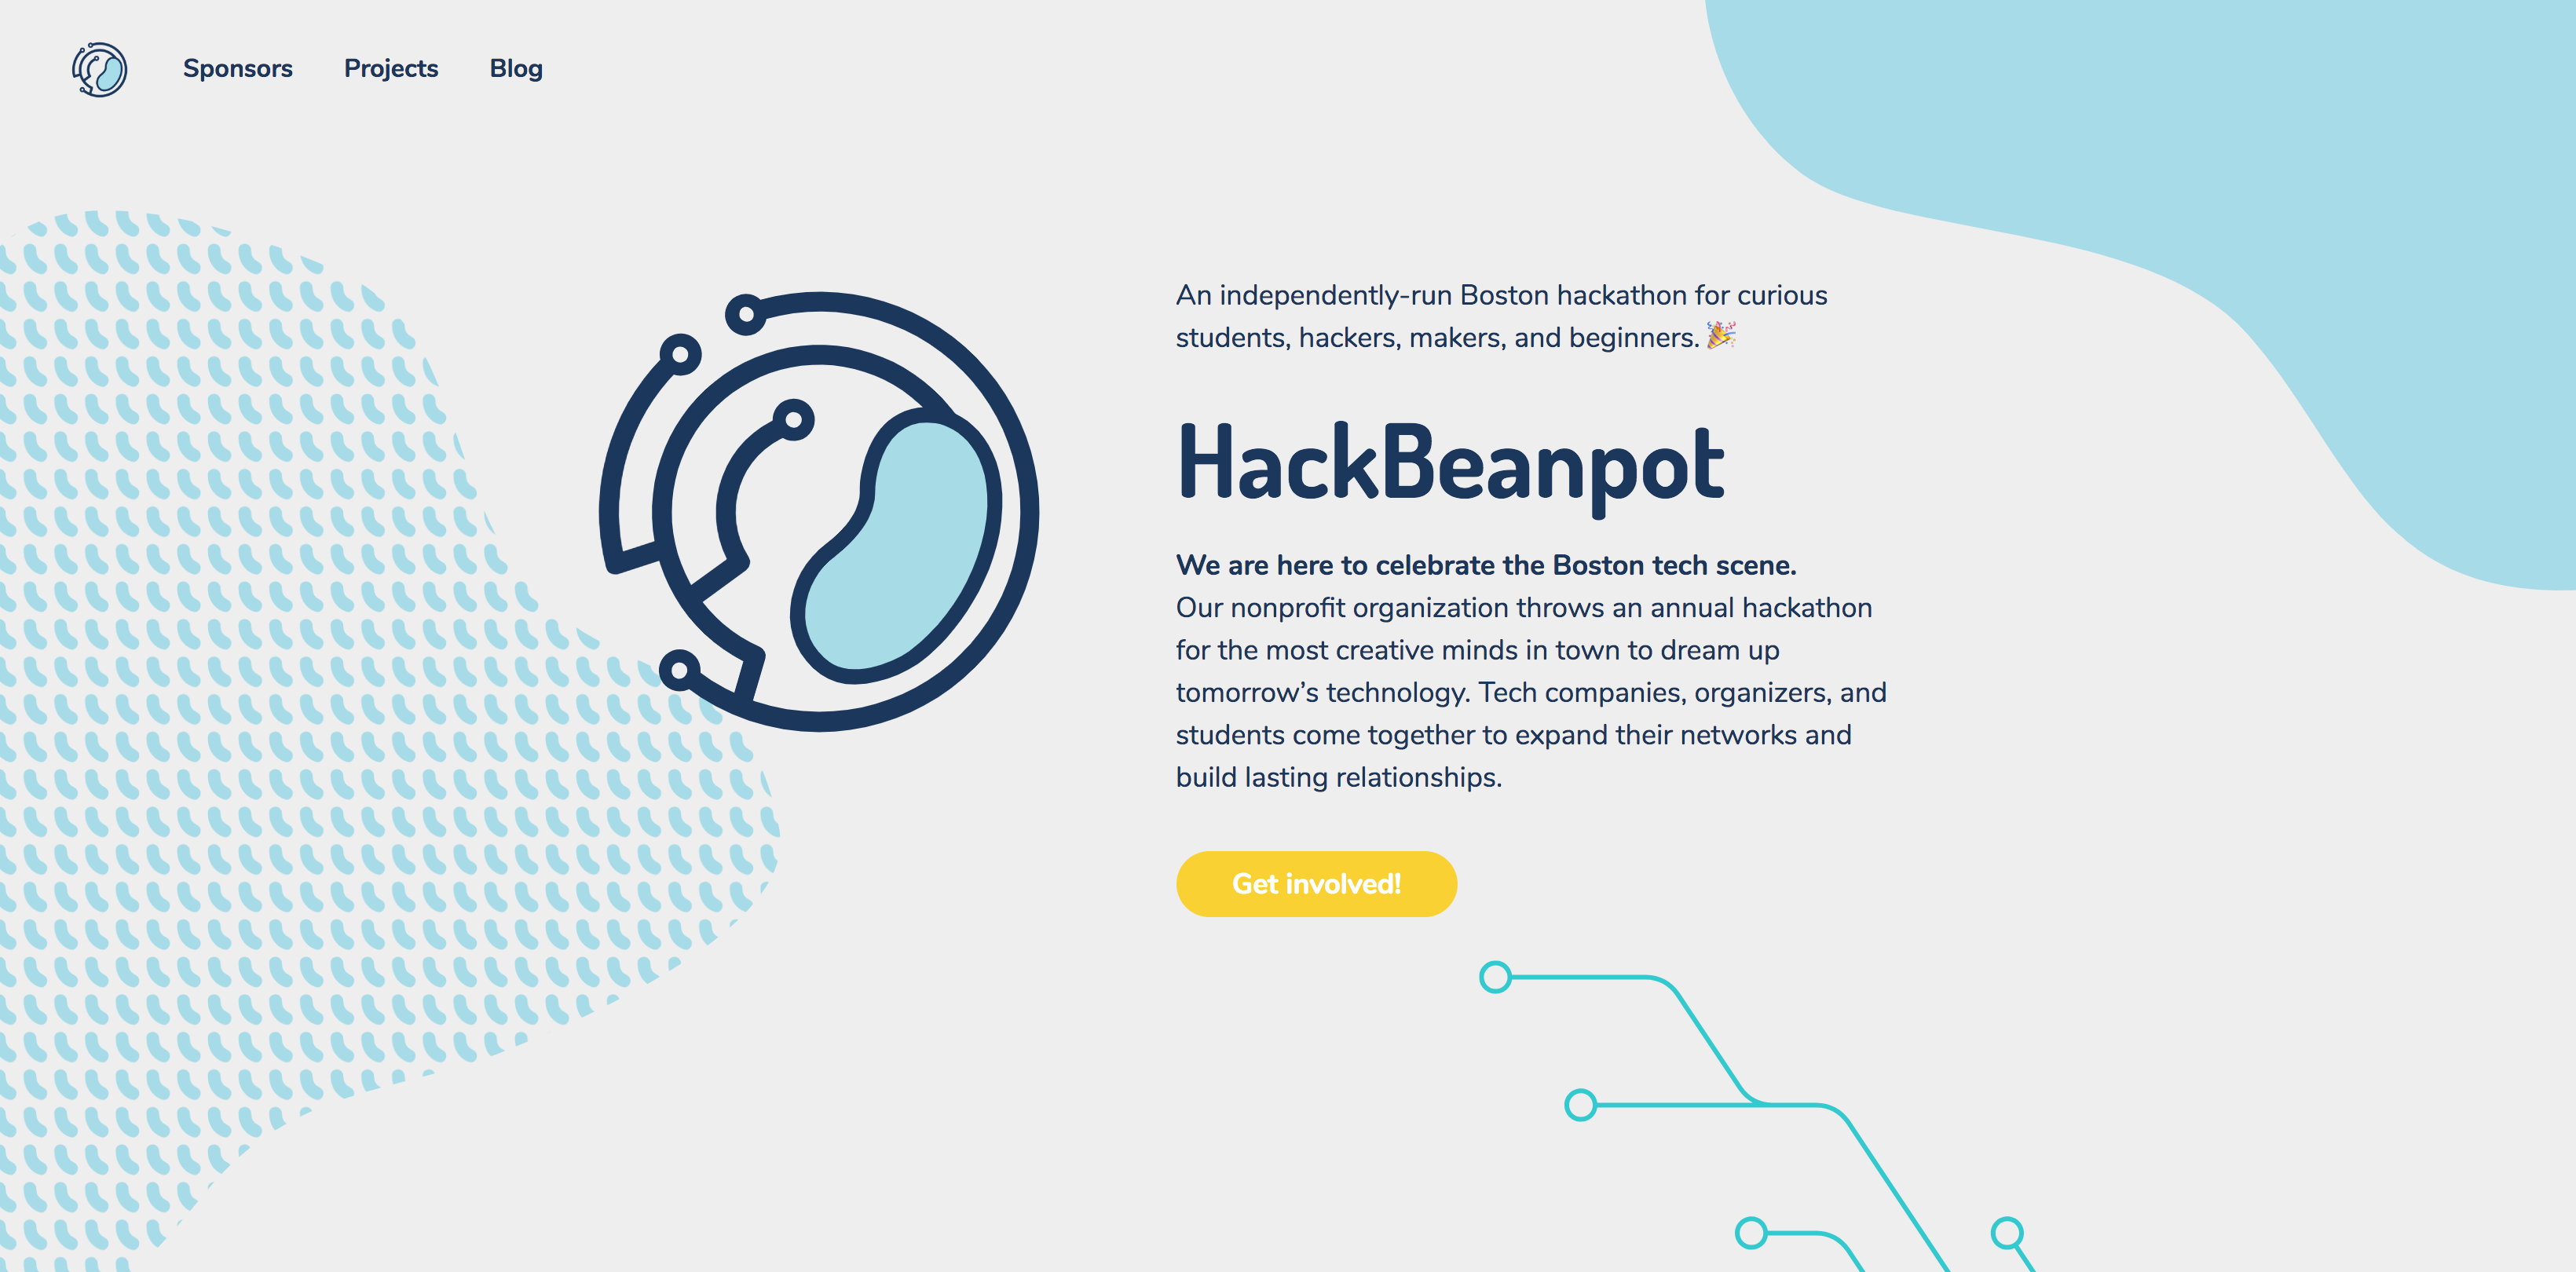 Sponsors Projects Blog
An independently-run Boston hackathon for curious
students, hackers, makers, and beginners. 🎉
HackBeanpot
We are here to celebrate the Boston tech scene.
Our nonprofit organization throws an annual hackathon
for the most creative minds in town to dream up
tomorrow’s technology. Tech companies, organizers, and
students come together to expand their networks and
build lasting relationships.
Get involved!